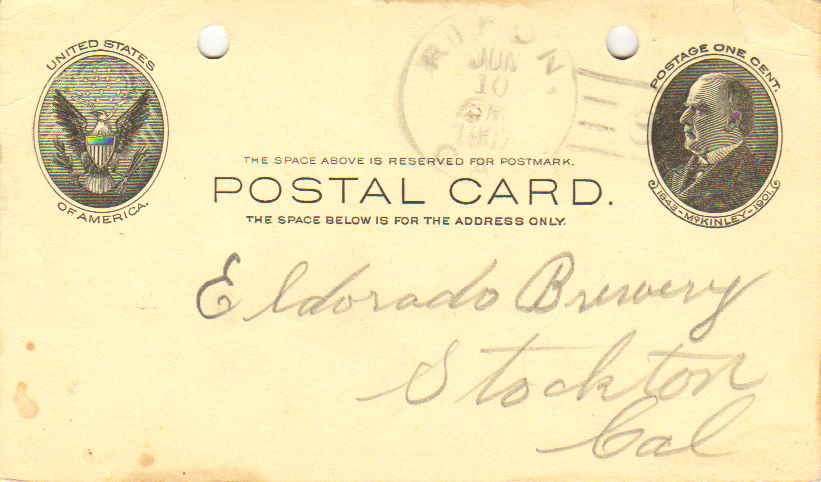 UNITED STATES
OF AMERICA.
RIPON,
JUN
10
POSTAGE ONE CENT.
1843-McKINLEY-1901.
THE SPACE ABOVE IS RESERVED FOR POSTMARK.
POSTAL CARD.
THE SPACE BELOW IS FOR THE ADDRESS ONLY.
Eldorado Brewery
Stockton
Cal